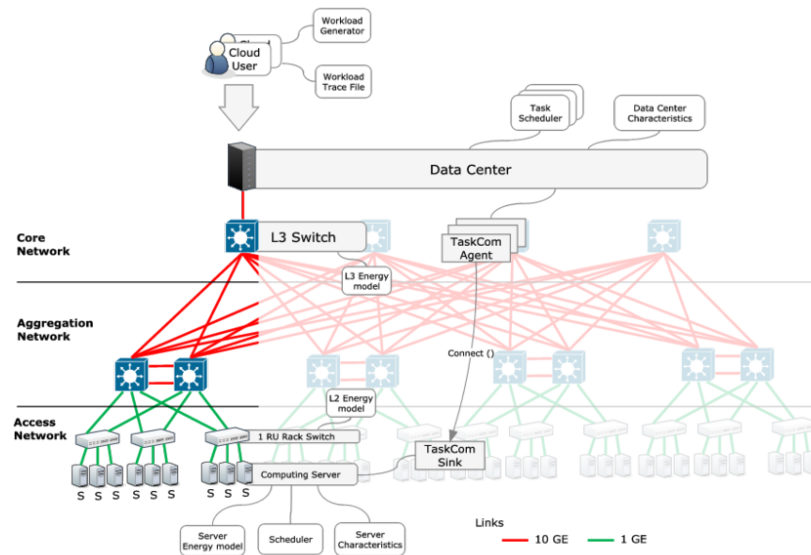 Workload
Generator
Cloud
Cloud
User
Workload
Trace File
Task
Scheduler
Data Center
Characteristics
Data Center
Core
Network
L3 Switch
TaskCom
Agent
L3 Energy
model
Aggregation
Network
Connect ()
L2 Energy
model
Access
Network
1 RU Rack Switch
TaskCom
Sink
Computing Server
S S S S S S S S S
Server
Energy model
Scheduler
Server
Characteristics
Links
10 GE
1 GE